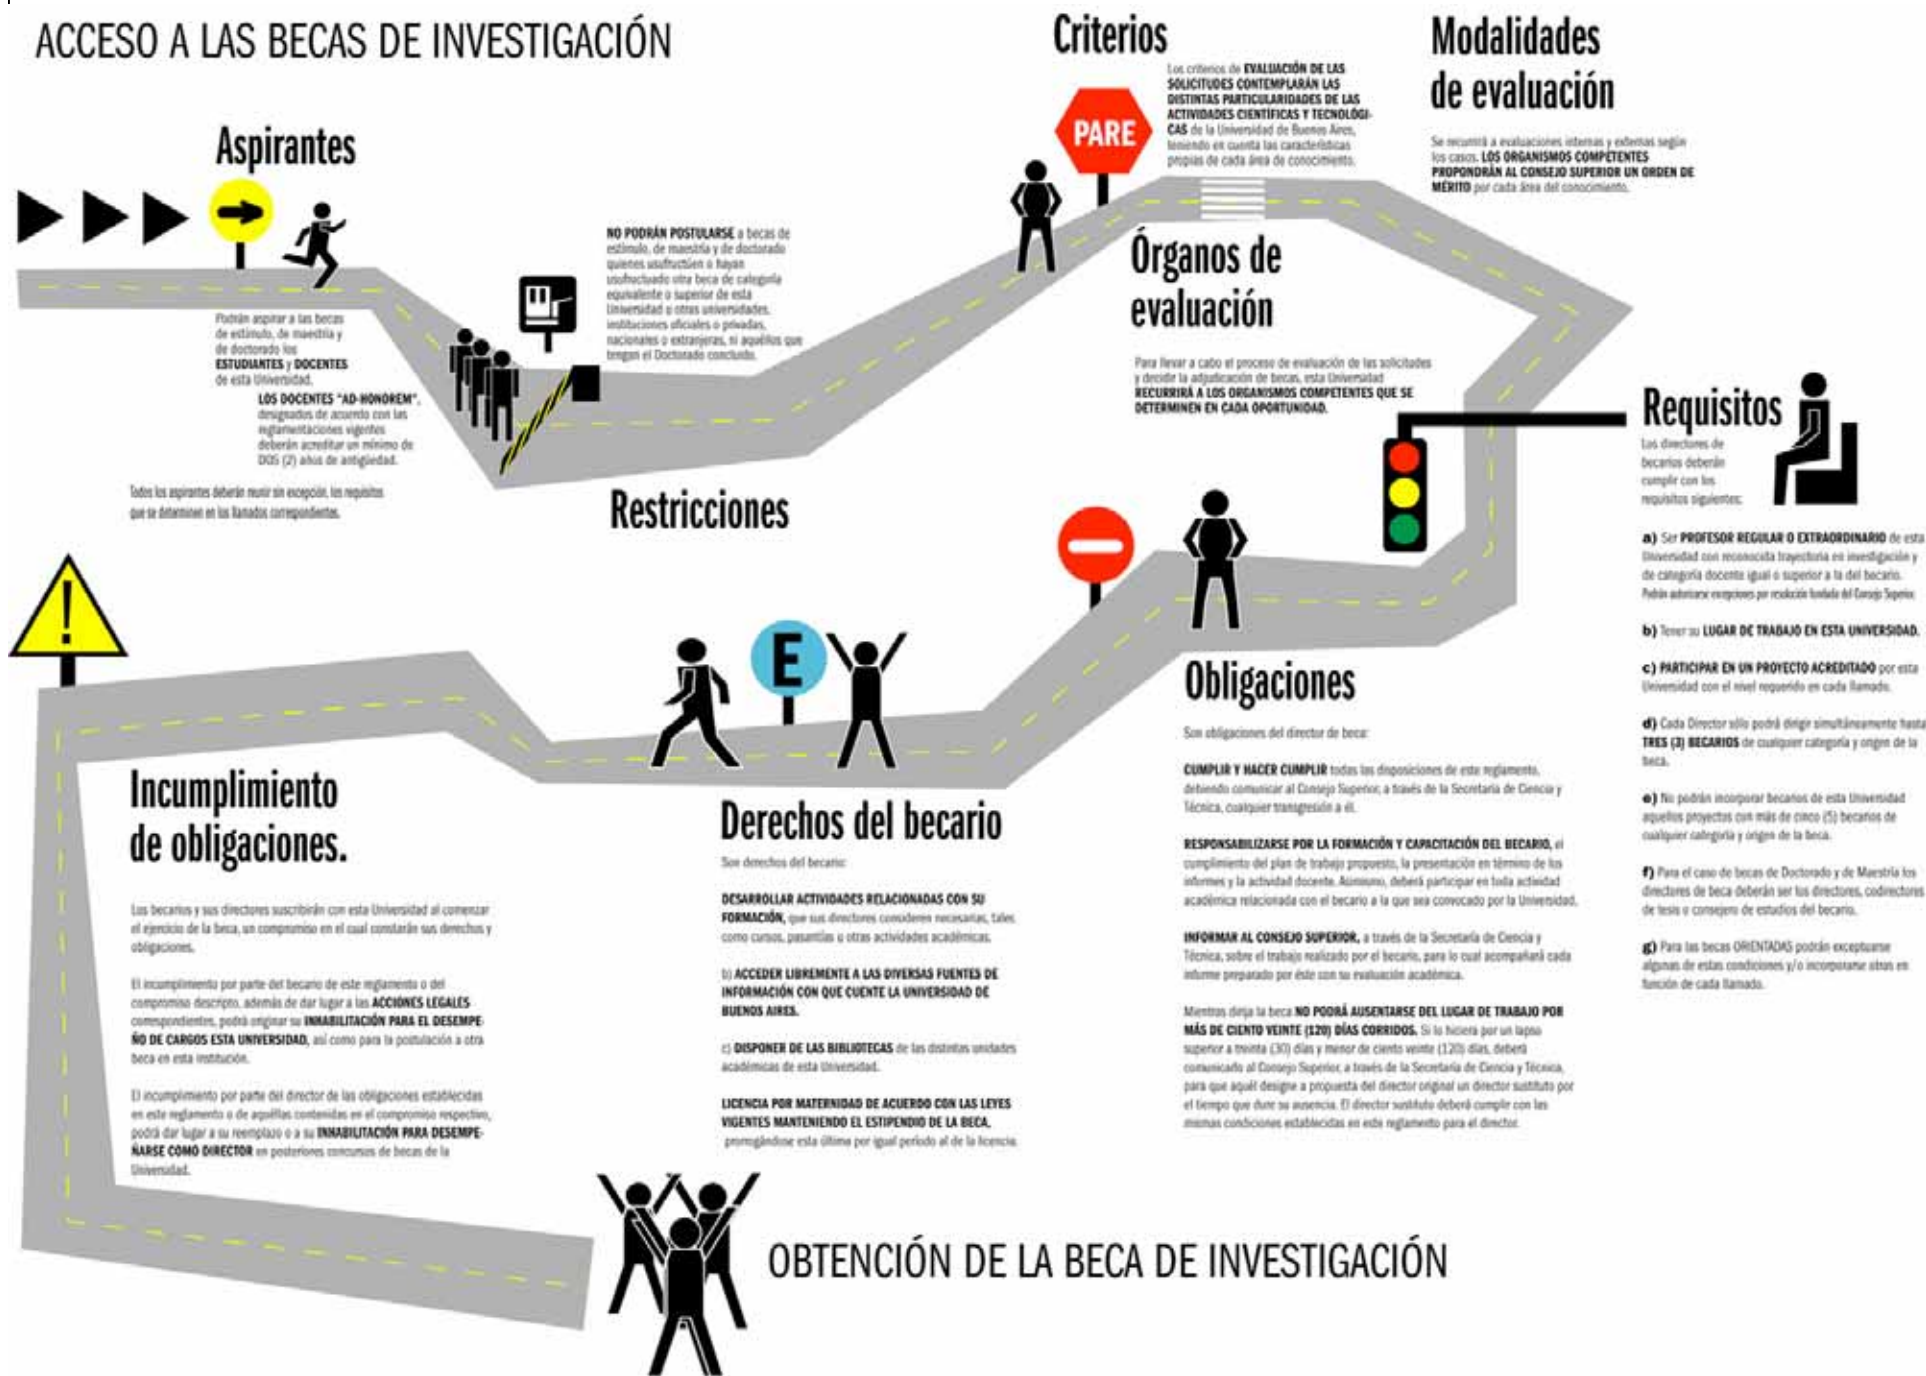 ACCESO A LAS BECAS DE INVESTIGACIÓN
Aspirantes
Podrán aspirar a las becas
de estímulo, de maestría y
de doctorado los
ESTUDIANTES y DOCENTES
de esta Universidad.
LOS DOCENTES "AD-HONOREM",
designados de acuerdo con las
reglamentaciones vigentes
deberán acreditar un mínimo de
DOS (2) años de antigüedad.
Todos los aspirantes deberán reunir sin excepción, los requisitos
que se determinen en los llamados correspondientes.
NO PODRÁN POSTULARSE a becas de
estímulo, de maestría y de doctorado
quienes usufructúen o hayan
usufructuado otra beca de categoría
equivalente o superior de esta
Universidad u otras universidades,
instituciones oficiales o privadas,
nacionales o extranjeras, ni aquéllos que
tengan el Doctorado concluido.
Restricciones
Criterios
PARE
Los criterios de EVALUACIÓN DE LAS
SOLICITUDES CONTEMPLARÁN LAS
DISTINTAS PARTICULARIDADES DE LAS
ACTIVIDADES CIENTÍFICAS Y TECNOLÓGI-
CAS de la Universidad de Buenos Aires,
teniendo en cuenta las características
propias de cada área de conocimiento.
Órganos de
evaluación
Para llevar a cabo el proceso de evaluación de las solicitudes
y decidir la adjudicación de becas, esta Universidad
RECURRIRÁ A LOS ORGANISMOS COMPETENTES QUE SE
DETERMINEN EN CADA OPORTUNIDAD.
Modalidades
de evaluación
Se recurrirá a evaluaciones internas y externas según
los casos. LOS ORGANISMOS COMPETENTES
PROPONDRÁN AL CONSEJO SUPERIOR UN ORDEN DE
MÉRITO por cada área del conocimiento.
Requisitos
Los directores de
becarios deberán
cumplir con los
requisitos siguientes:
a) Ser PROFESOR REGULAR O EXTRAORDINARIO de esta
Universidad con reconocida trayectoria en investigación y
de categoría docente igual o superior a la del becario.
Podrán autorizarse excepciones por resolución fundada del Consejo Superior.
b) Tener su LUGAR DE TRABAJO EN ESTA UNIVERSIDAD.
c) PARTICIPAR EN UN PROYECTO ACREDITADO por esta
Universidad con el nivel requerido en cada llamado.
d) Cada Director sólo podrá dirigir simultáneamente hasta
TRES (3) BECARIOS de cualquier categoría y origen de la
beca.
e) No podrán incorporar becarios de esta Universidad
aquellos proyectos con más de cinco (5) becarios de
cualquier categoría y origen de la beca.
f) Para el caso de becas de Doctorado y de Maestría los
directores de beca deberán ser los directores, codirectores
de tesis o consejero de estudios del becario.
g) Para las becas ORIENTADAS podrán exceptuarse
algunas de estas condiciones y/o incorporarse otras en
función de cada llamado.
Obligaciones
Son obligaciones del director de beca:
CUMPLIR Y HACER CUMPLIR todas las disposiciones de este reglamento,
debiendo comunicar al Consejo Superior, a través de la Secretaría de Ciencia y
Técnica, cualquier transgresión a él.
RESPONSABILIZARSE POR LA FORMACIÓN Y CAPACITACIÓN DEL BECARIO, el
cumplimiento del plan de trabajo propuesto, la presentación en término de los
informes y la actividad docente. Asimismo, deberá participar en toda actividad
académica relacionada con el becario a la que sea convocado por la Universidad.
INFORMAR AL CONSEJO SUPERIOR, a través de la Secretaría de Ciencia y
Técnica, sobre el trabajo realizado por el becario, para lo cual acompañará cada
informe preparado por éste con su evaluación académica.
Mientras dirija la beca NO PODRÁ AUSENTARSE DEL LUGAR DE TRABAJO POR
MÁS DE CIENTO VEINTE (120) DÍAS CORRIDOS. Si lo hiciera por un lapso
superior a treinta (30) días y menor de ciento veinte (120) días, deberá
comunicarlo al Consejo Superior, a través de la Secretaría de Ciencia y Técnica,
para que aquél designe a propuesta del director original un director sustituto por
el tiempo que dure su ausencia. El director sustituto deberá cumplir con las
mismas condiciones establecidas en este reglamento para el director.
E
Derechos del becario
Son derechos del becario:
DESARROLLAR ACTIVIDADES RELACIONADAS CON SU
FORMACIÓN, que sus directores consideren necesarias, tales
como cursos, pasantías u otras actividades académicas.
b) ACCEDER LIBREMENTE A LAS DIVERSAS FUENTES DE
INFORMACIÓN CON QUE CUENTE LA UNIVERSIDAD DE
BUENOS AIRES.
c) DISPONER DE LAS BIBLIOTECAS de las distintas unidades
académicas de esta Universidad.
LICENCIA POR MATERNIDAD DE ACUERDO CON LAS LEYES
VIGENTES MANTENIENDO EL ESTIPENDIO DE LA BECA,
prorrogándose esta última por igual período al de la licencia.
!
Incumplimiento
de obligaciones.
Los becarios y sus directores suscribirán con esta Universidad al comenzar
el ejercicio de la beca, un compromiso en el cual constarán sus derechos y
obligaciones.
El incumplimiento por parte del becario de este reglamento o del
compromiso descripto, además de dar lugar a las ACCIONES LEGALES
correspondientes, podrá originar su INHABILITACIÓN PARA EL DESEMPE-
ÑO DE CARGOS ESTA UNIVERSIDAD, así como para la postulación a otra
beca en esta institución.
El incumplimiento por parte del director de las obligaciones establecidas
en este reglamento o de aquéllas contenidas en el compromiso respectivo,
podrá dar lugar a su reemplazo o a su INHABILITACIÓN PARA DESEMPE-
ÑARSE COMO DIRECTOR en posteriores concursos de becas de la
Universidad.
OBTENCIÓN DE LA BECA DE INVESTIGACIÓN